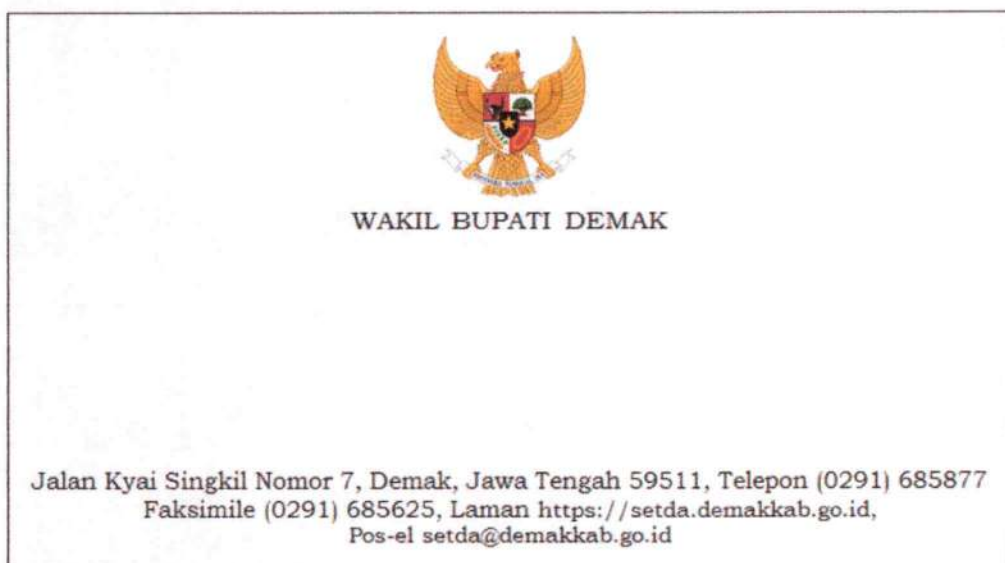 WAKIL BUPATI DEMAK
Jalan Kyai Singkil Nomor 7, Demak, Jawa Tengah 59511, Telepon (0291) 685877
Faksimile (0291) 685625, Laman https://setda.demakkab.go.id,
Pos-el setda@demakkab.go.id